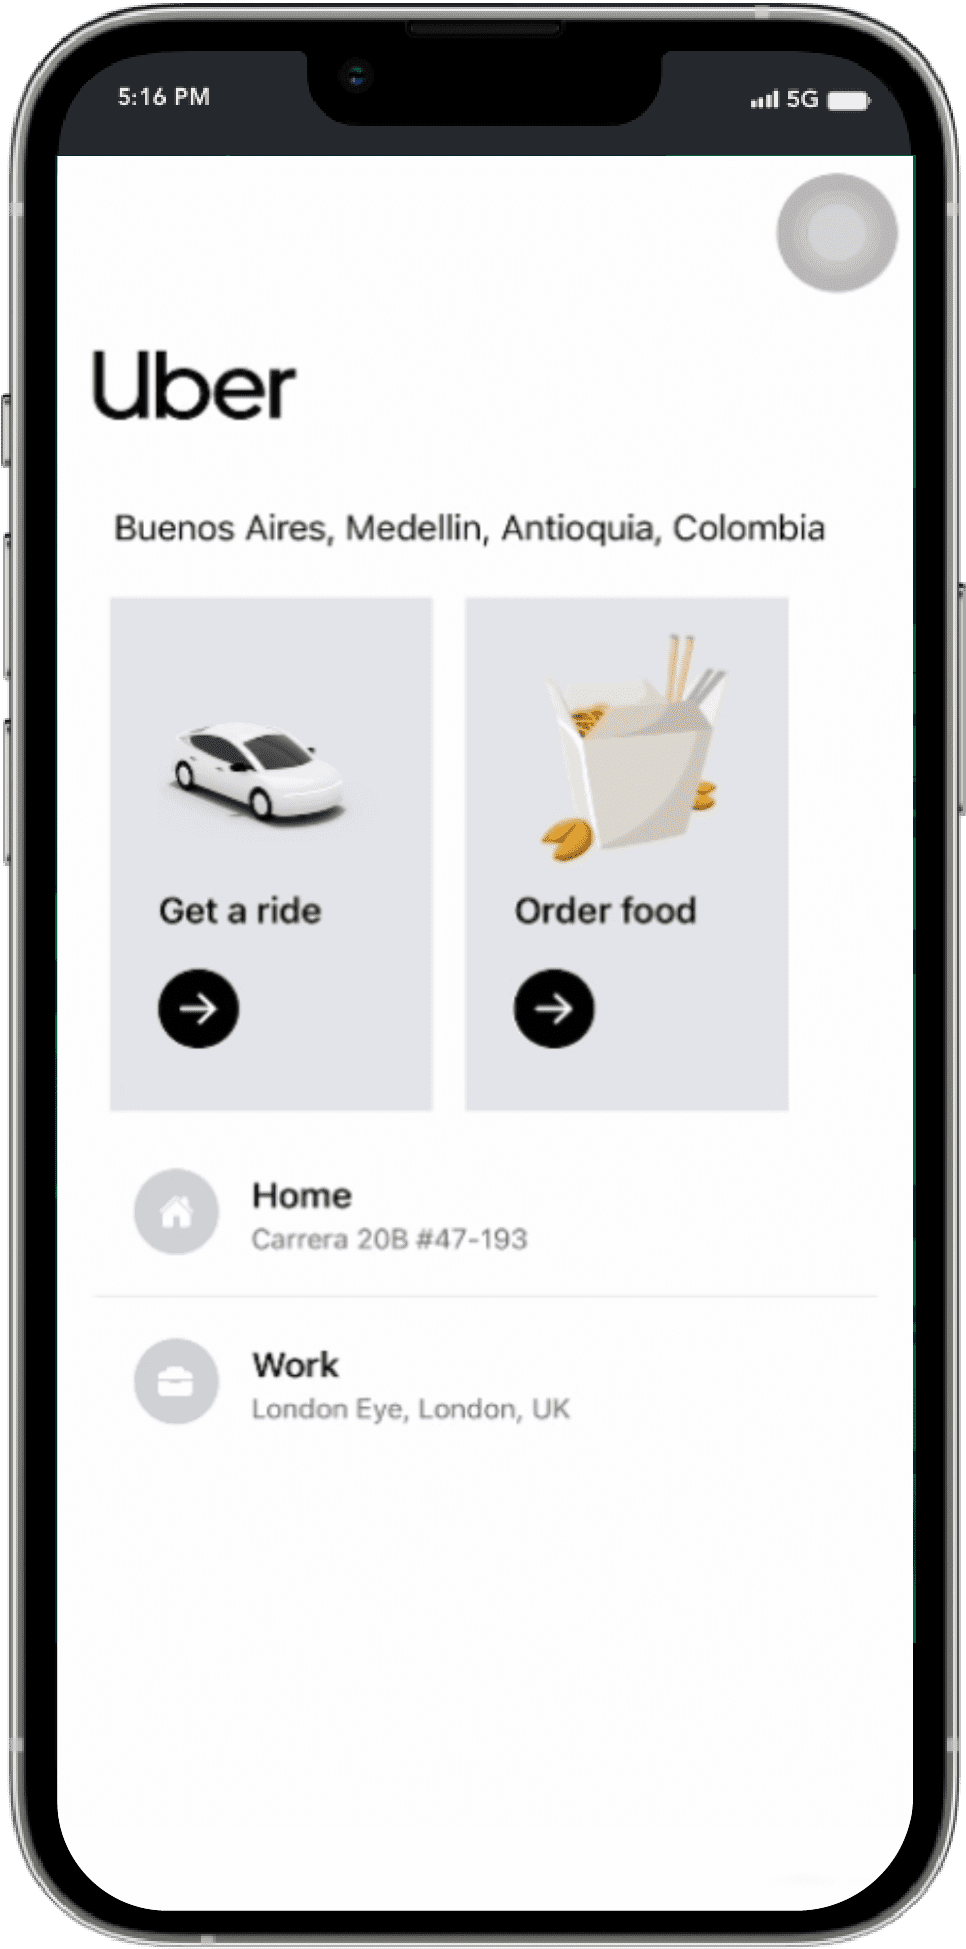 5:16 PM 5G
Uber
Buenos Aires, Medellin, Antioquia, Colombia
Get a ride
Order food
Home
Carrera 20B #47-193
Work
London Eye, London, UK